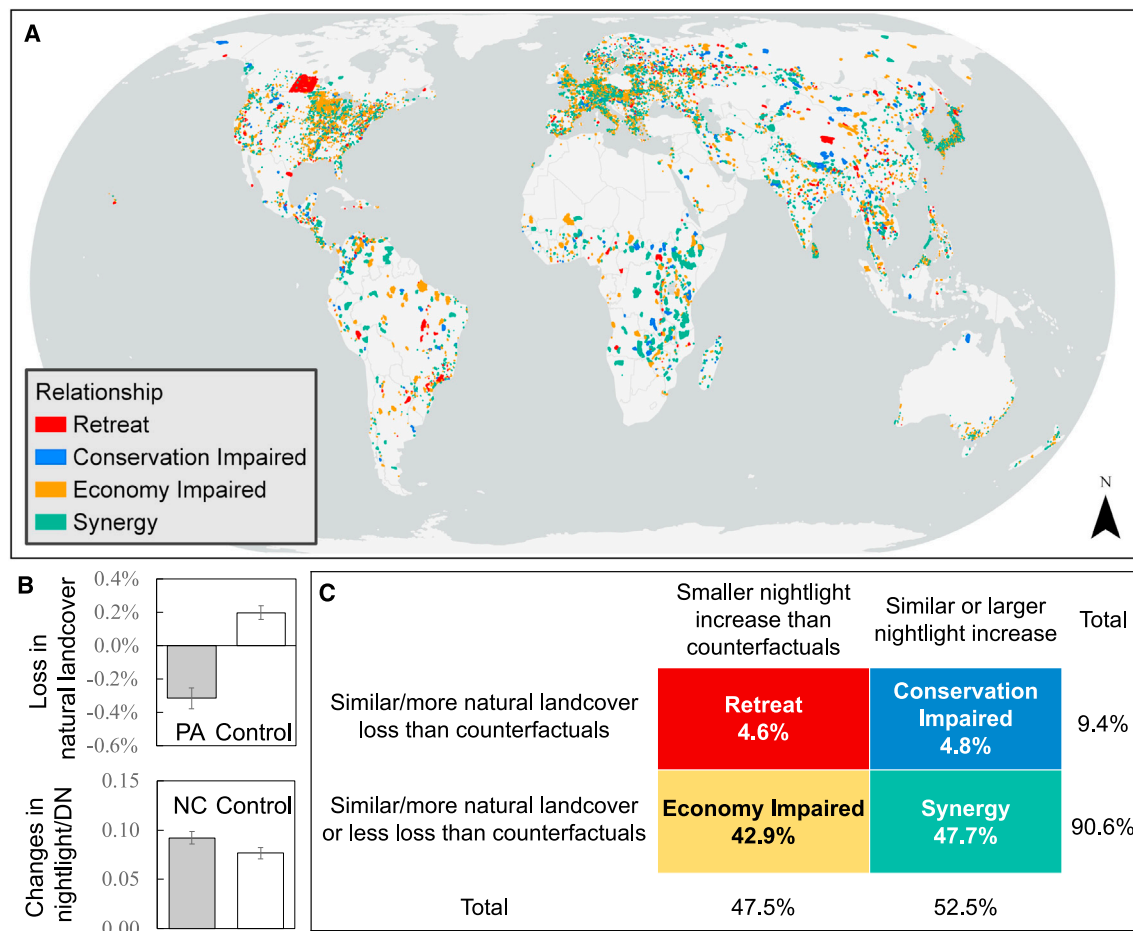 A
N
Relationship
Retreat
Conservation Impaired
Economy Impaired
Synergy
B
Loss in
natural landcover
0.4%
0.2%
0.0%
-0.2%
-0.4%
-0.6%
PA Control
Changes in
nightlight/DN
0.15
0.10
0.05
0.00
NC Control
C
Smaller nightlight
increase than
counterfactuals
Similar or larger
nightlight increase
Total
Similar/more natural landcover
loss than counterfactuals
Retreat
4.6%
Conservation
Impaired
4.8%
9.4%
Similar/more natural landcover
or less loss than counterfactuals
Economy Impaired
42.9%
Synergy
47.7%
90.6%
Total
47.5%
52.5%